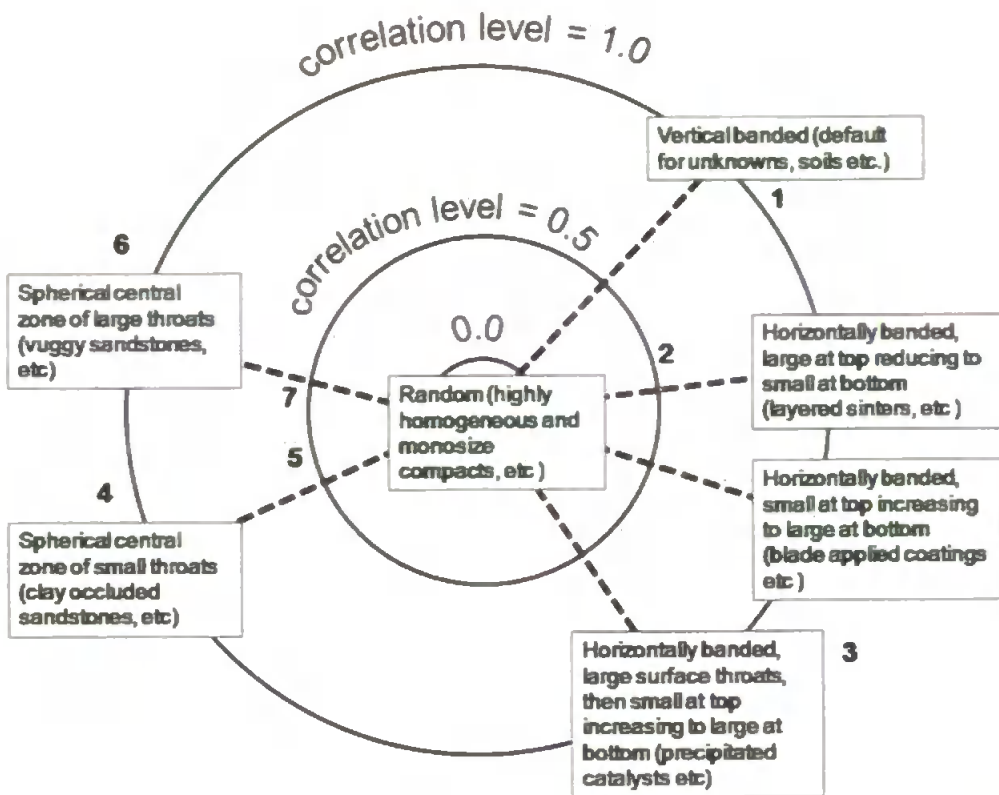 correlation level = 1.0
Vertical banded (default
for unknowns, soils etc.)
1
correlation level = 0.5
6
Spherical central
zone of large throats
(vuggy sandstones,
etc)
0.0
2
Horizontally banded,
large at top reducing to
small at bottom
(layered sinters, etc )
7
Random (highly
homogeneous and
monosize
compacts, etc )
5
4
Horizontally banded,
small at top increasing
to large at bottom
(blade applied coatings
etc )
Spherical central
zone of small throats
(clay occluded
sandstones, etc)
Horizontally banded,
large surface throats,
then small at top
increasing to large at
bottom (precipitated
catalysts etc)
3